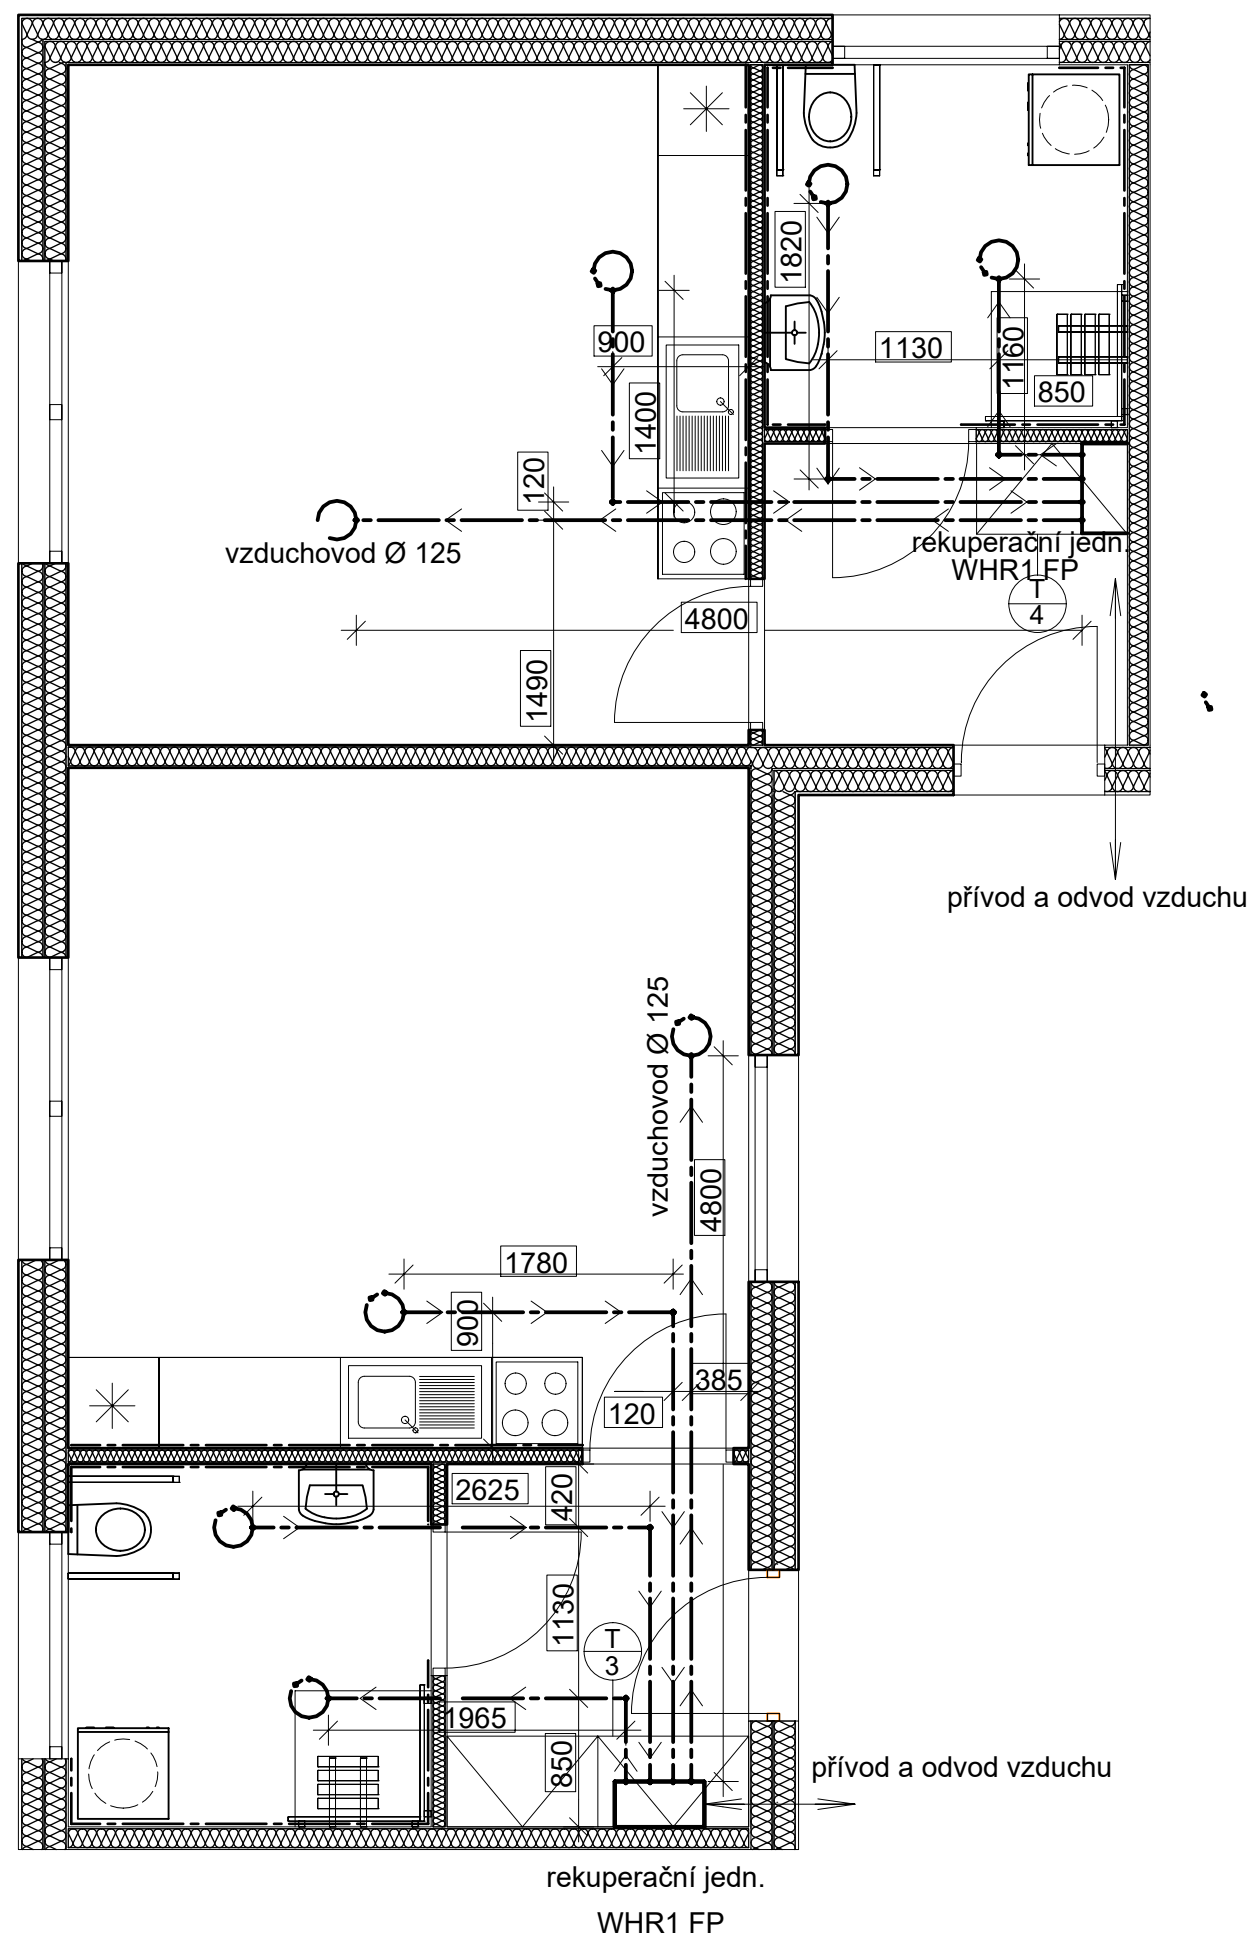 1820
900
1130
1160
850
1400
120
vzduchovod Ø 125
rekuperační jedn.
WHR1 FP
T
4
4800
1490
přívod a odvod vzduchu
vzduchovod Ø 125
4800
1780
900
385
120
2625
420
1130
T
3
1965
850
přívod a odvod vzduchu
rekuperační jedn.
WHR1 FP